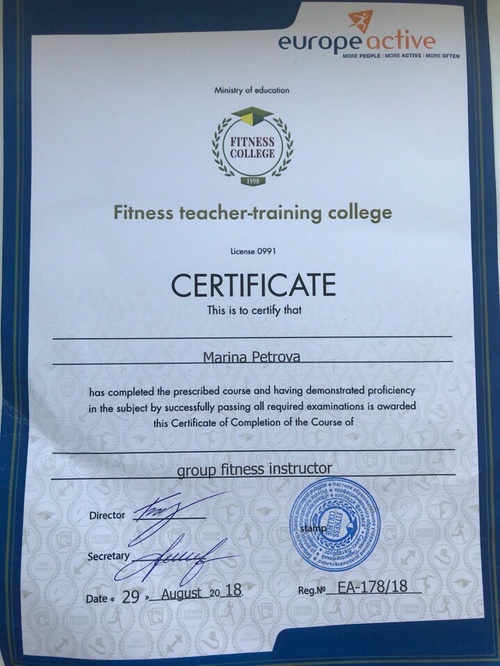 europe active
MORE PEOPLE | MORE ACTIVE | MORE OFTEN
Ministry of education
FITNESS
COLLEGE
1998
Fitness teacher-training college
License 0991
CERTIFICATE
This is to certify that
Marina Petrova
has completed the prescribed course and having demonstrated proficiency
in the subject by successfully passing all required examinations is awarded
this Certificate of Completion of the Course of
group fitness instructor
Director
stamp
Secretary
Date « 29 » August 20 18
Reg.№ EA-178/18